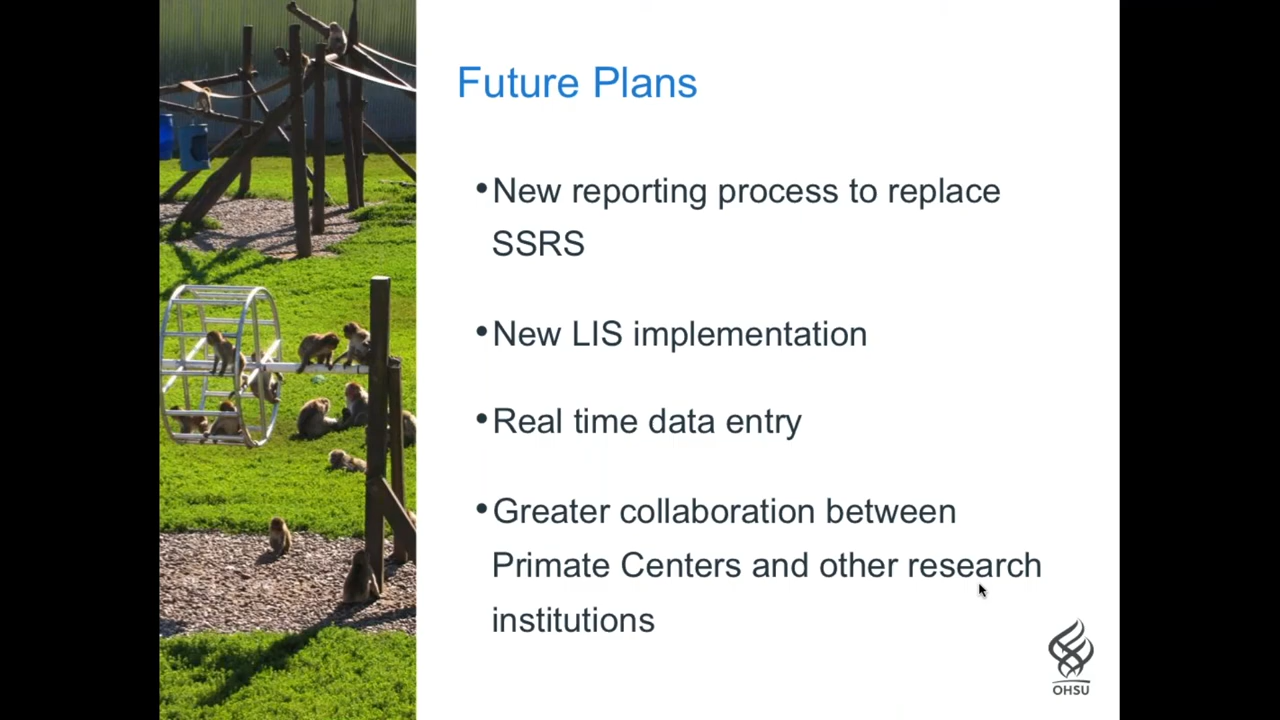 Future Plans
•New reporting process to replace
SSRS
•New LIS implementation
•Real time data entry
•Greater collaboration between
Primate Centers and other research
institutions
OHSU